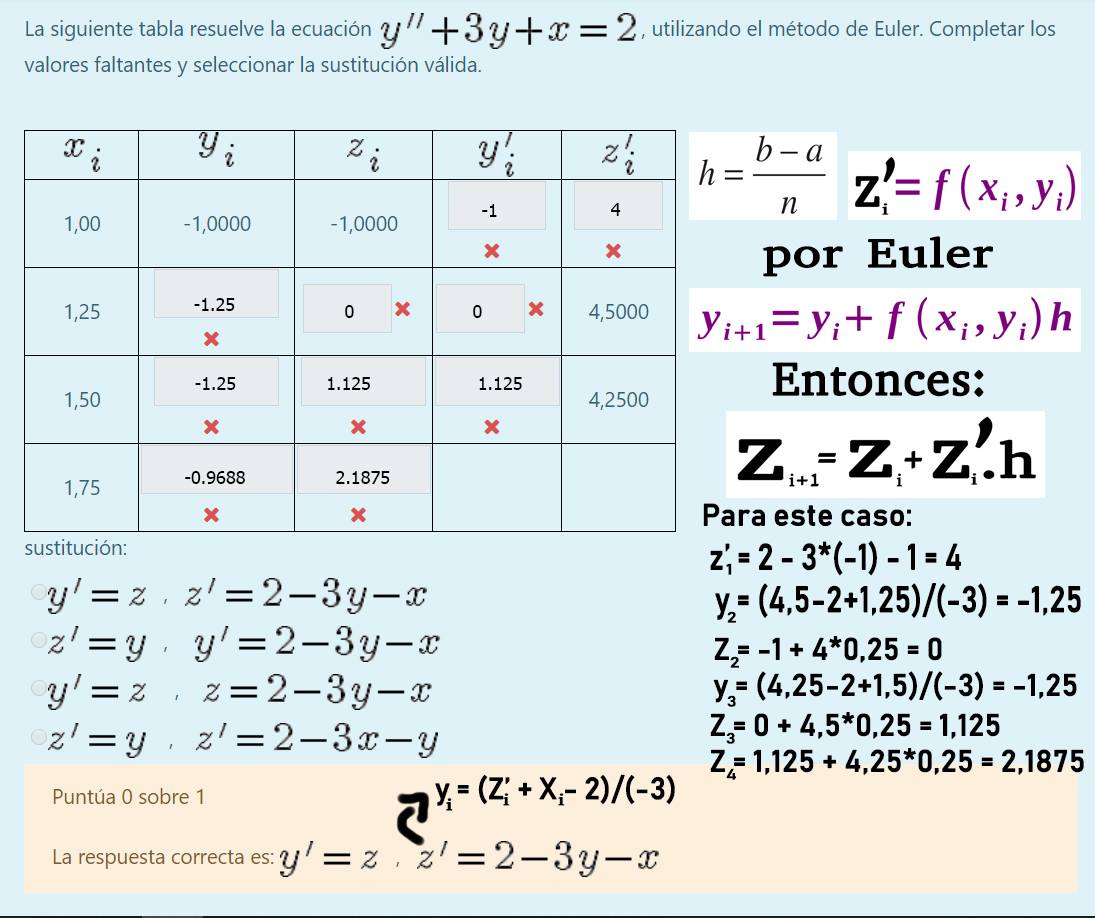 La siguiente tabla resuelve la ecuación y''+3y+x=2, utilizando el método de Euler. Completar los
valores faltantes y seleccionar la sustitución válida.
x_i y_i z_i y'_i z'_i
1,00 -1,0000 -1,0000 -1 4
1,25 -1.25 0 0 4,5000
1,50 -1.25 1.125 1.125 4,2500
1,75 -0.9688 2.1875
sustitución:
y'=z , z'=2−3y−x
z'=y , y'=2−3y−x
y'=z , z=2−3y−x
z'=y , z'=2−3x−y
Puntúa 0 sobre 1
La respuesta correcta es: y'=z , z'=2−3y−x
h = (b − a)/n
z'_i = f(x_i, y_i)
por Euler
y_{i+1} = y_i + f(x_i, y_i)h
Entonces:
Z_{i+1} = Z_i + Z'_i.h
Para este caso:
z'_1 = 2 - 3*(-1) - 1 = 4
y_2 = (4,5-2+1,25)/(-3) = -1,25
Z_2 = -1 + 4*0,25 = 0
y_3 = (4,25-2+1,5)/(-3) = -1,25
Z_3 = 0 + 4,5*0,25 = 1,125
Z_4 = 1,125 + 4,25*0,25 = 2,1875
y_i = (Z'_i + X_i - 2)/(-3)